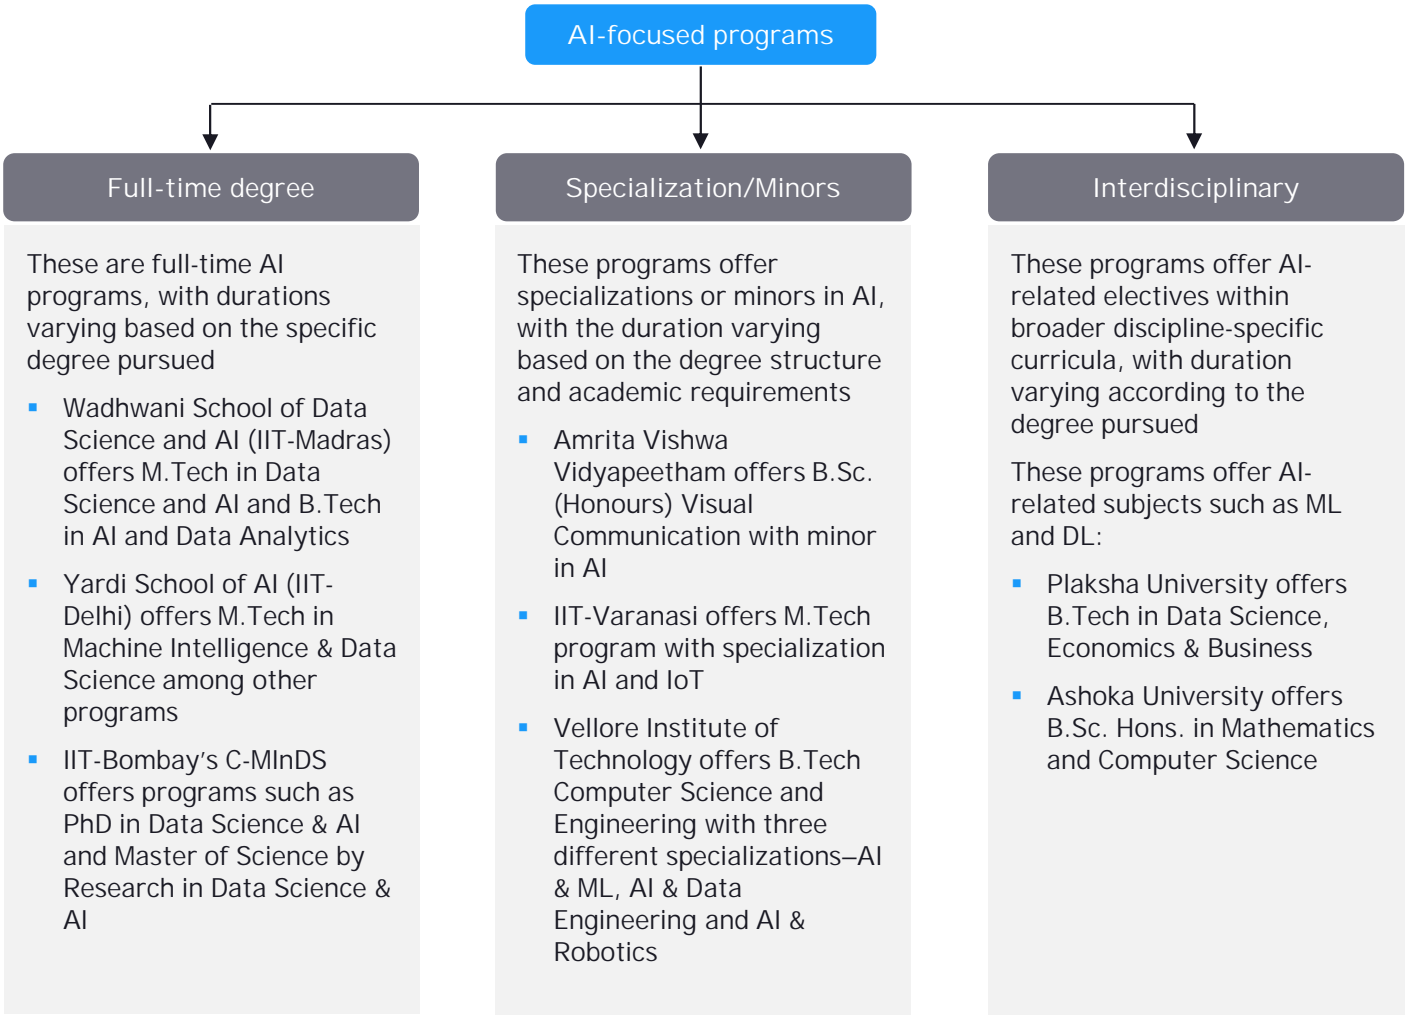 AI-focused programs
Full-time degree
These are full-time AI
programs, with durations
varying based on the specific
degree pursued
▪ Wadhwani School of Data
Science and AI (IIT-Madras)
offers M.Tech in Data
Science and AI and B.Tech
in AI and Data Analytics
▪ Yardi School of AI (IIT-
Delhi) offers M.Tech in
Machine Intelligence & Data
Science among other
programs
▪ IIT-Bombay’s C-MInDS
offers programs such as
PhD in Data Science & AI
and Master of Science by
Research in Data Science &
AI
Specialization/Minors
These programs offer
specializations or minors in AI,
with the duration varying
based on the degree structure
and academic requirements
▪ Amrita Vishwa
Vidyapeetham offers B.Sc.
(Honours) Visual
Communication with minor
in AI
▪ IIT-Varanasi offers M.Tech
program with specialization
in AI and IoT
▪ Vellore Institute of
Technology offers B.Tech
Computer Science and
Engineering with three
different specializations—AI
& ML, AI & Data
Engineering and AI &
Robotics
Interdisciplinary
These programs offer AI-
related electives within
broader discipline-specific
curricula, with duration
varying according to the
degree pursued
These programs offer AI-
related subjects such as ML
and DL:
▪ Plaksha University offers
B.Tech in Data Science,
Economics & Business
▪ Ashoka University offers
B.Sc. Hons. in Mathematics
and Computer Science